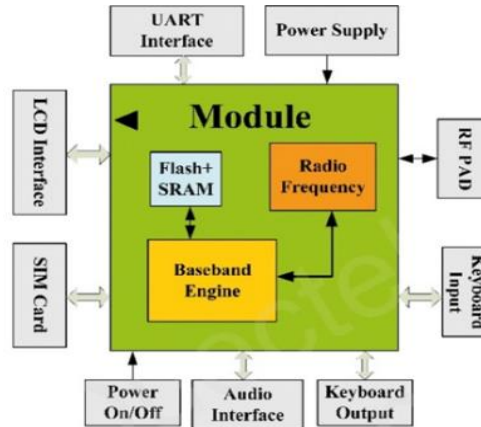 UART
Interface
Power Supply
LCD Interface
Module
RF PAD
Flash+
SRAM
Radio
Frequency
SIM Card
Baseband
Engine
Keyboard
Input
Power
On/Off
Audio
Interface
Keyboard
Output